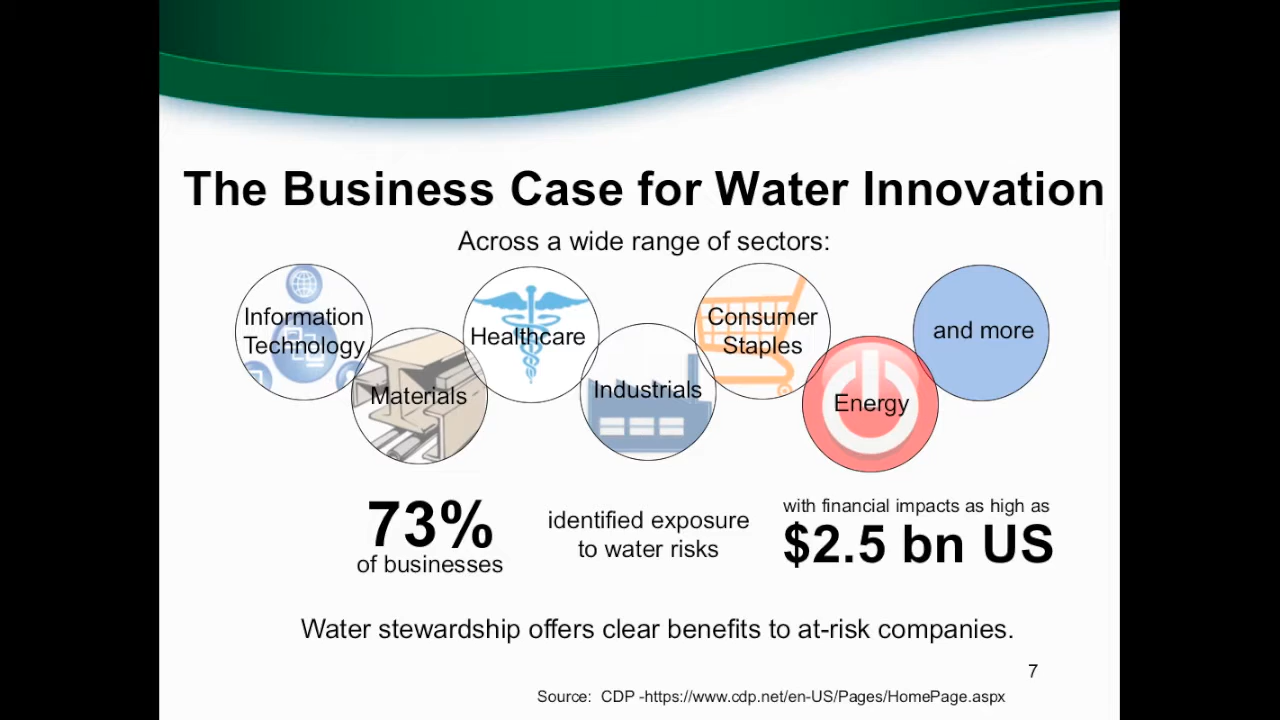 The Business Case for Water Innovation
Across a wide range of sectors:
Information
Technology
Materials
Healthcare
Industrials
Consumer
Staples
Energy
and more
73%
of businesses
identified exposure
to water risks
with financial impacts as high as
$2.5 bn US
Water stewardship offers clear benefits to at-risk companies.
7
Source:  CDP -https://www.cdp.net/en-US/Pages/HomePage.aspx